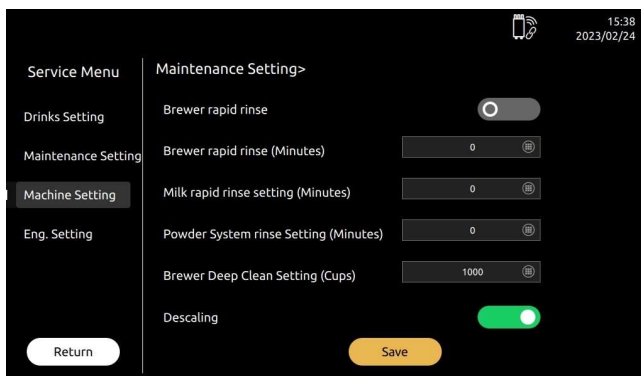 15:38
2023/02/24
Service Menu
Maintenance Setting>
Drinks Setting
Maintenance Setting
Machine Setting
Eng. Setting
Return
Brewer rapid rinse
Brewer rapid rinse (Minutes)
0
Milk rapid rinse setting (Minutes)
0
Powder System rinse Setting (Minutes)
0
Brewer Deep Clean Setting (Cups)
1000
Descaling
Save